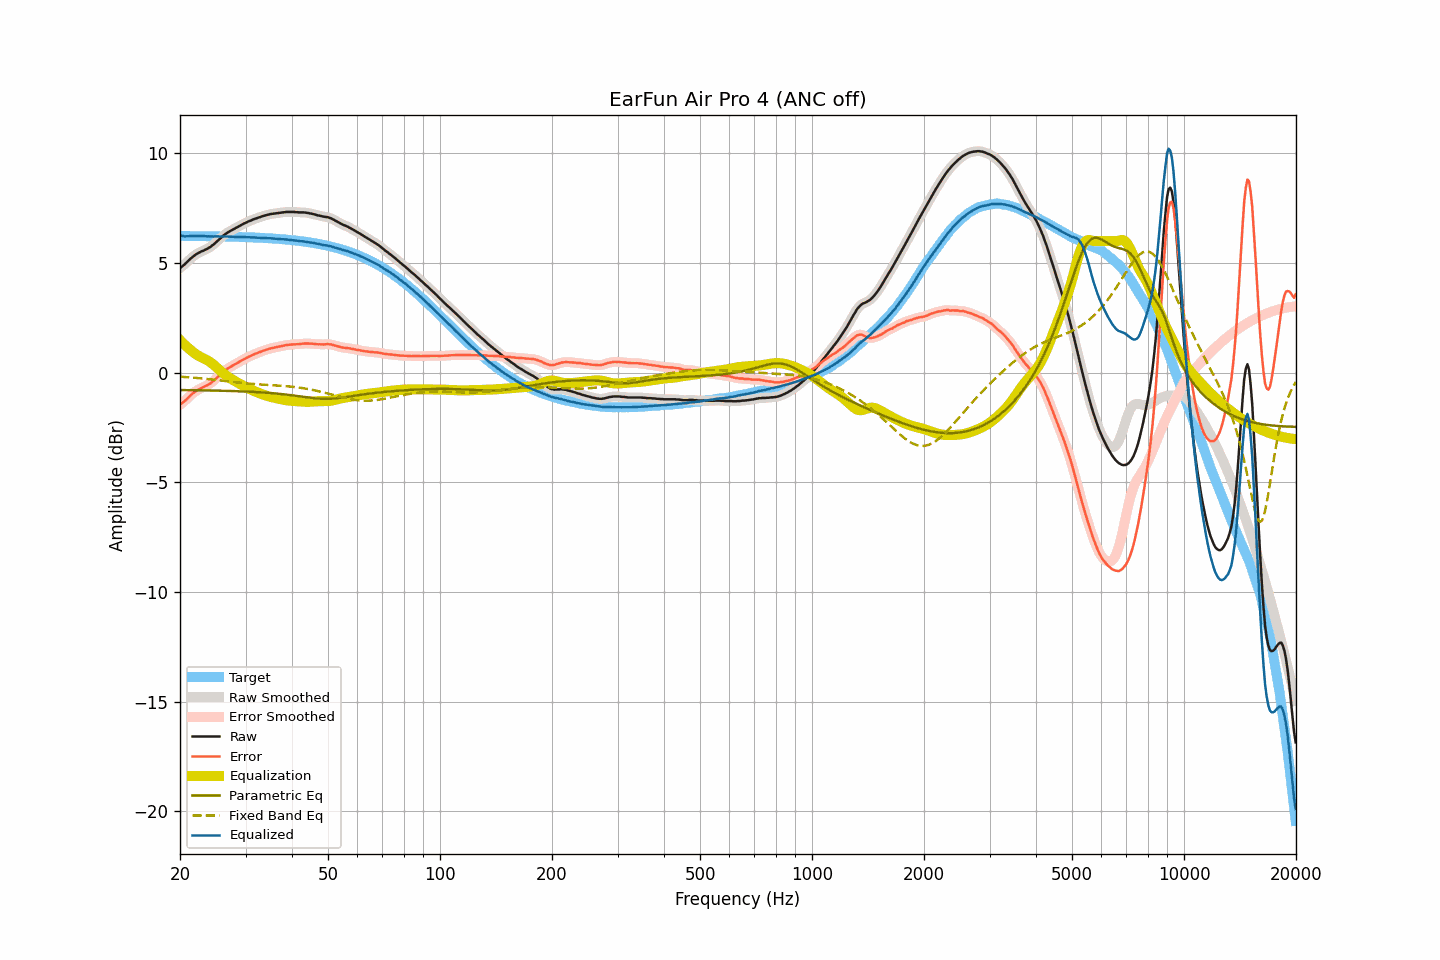 EarFun Air Pro 4 (ANC off)
10
5
0
−5
−10
−15
−20
Amplitude (dBr)
Target
Raw Smoothed
Error Smoothed
Raw
Error
Equalization
Parametric Eq
Fixed Band Eq
Equalized
20 50 100 200 500 1000 2000 5000 10000 20000
Frequency (Hz)